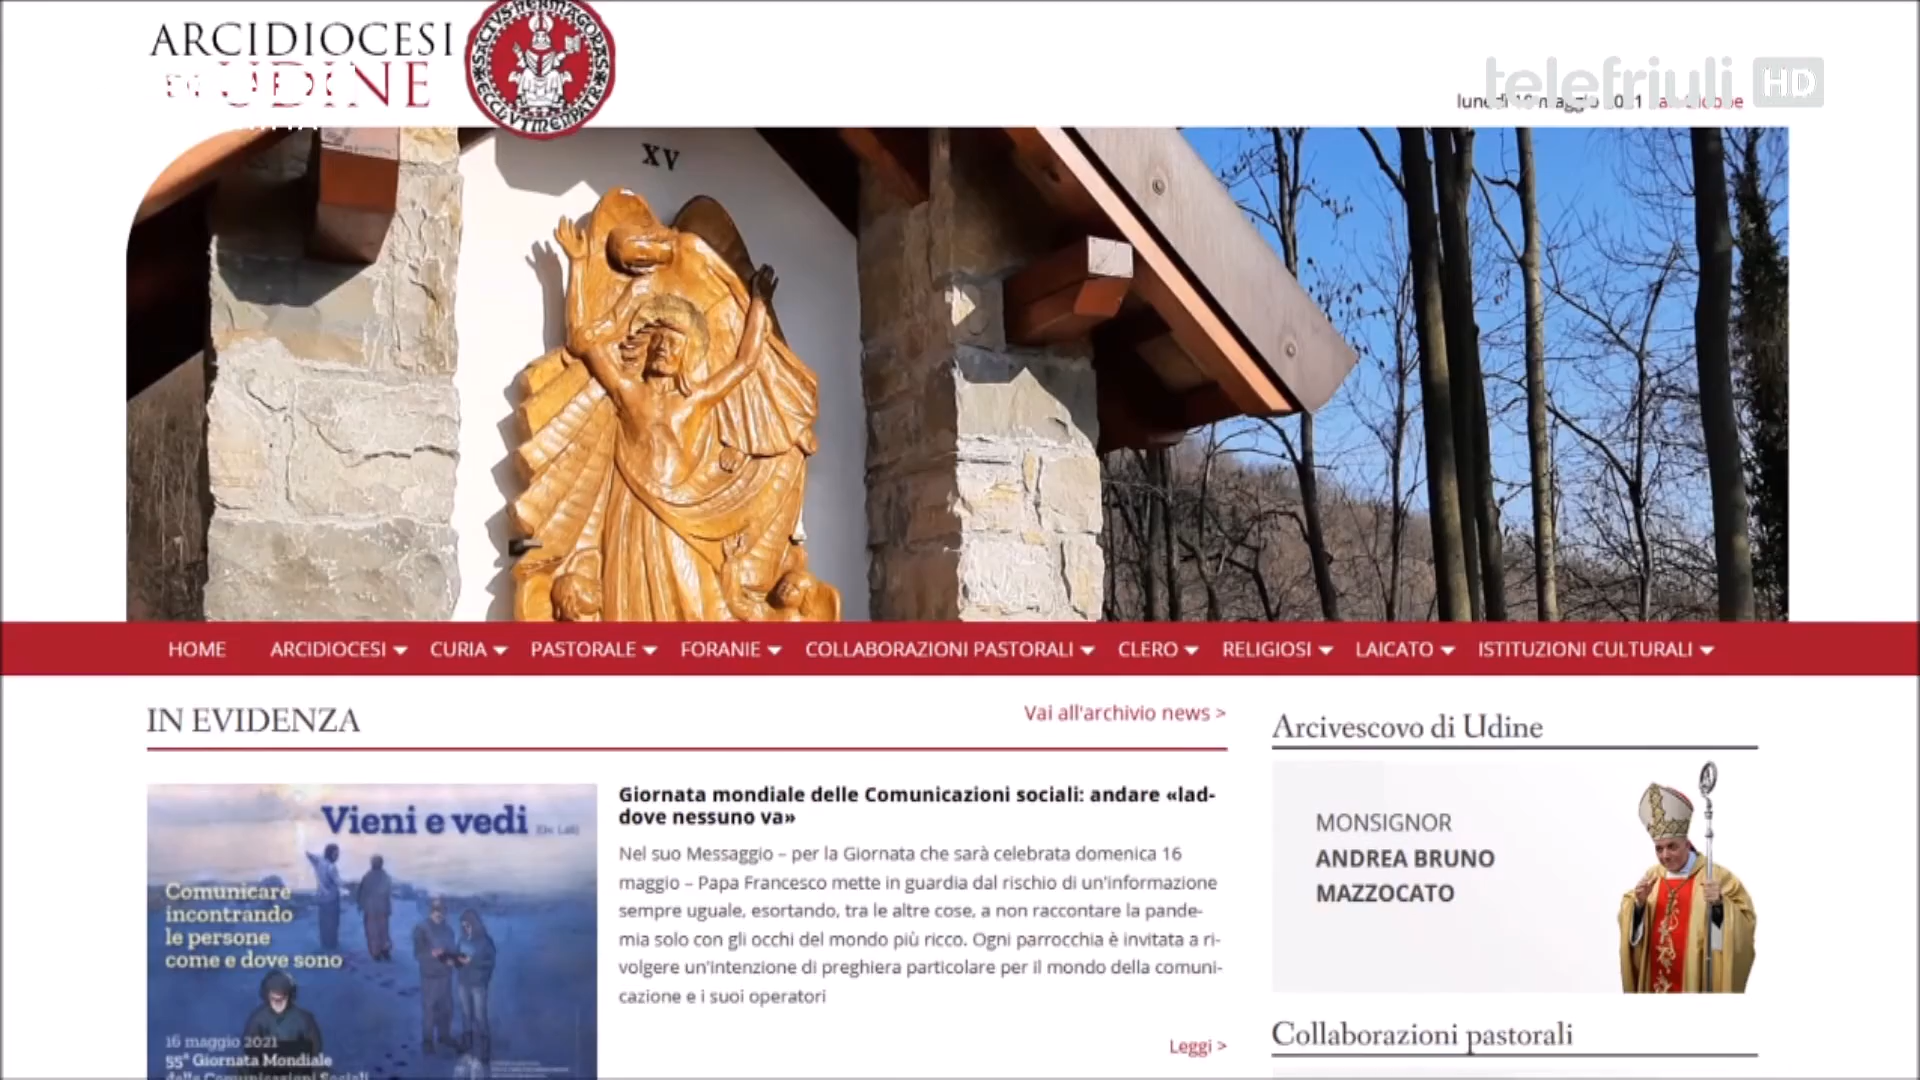 ARCIDIOCESI
UDINE
telefriuli HD
XV
HOME ARCIDIOCESI CURIA PASTORALE FORANIE COLLABORAZIONI PASTORALI CLERO RELIGIOSI LAICATO ISTITUZIONI CULTURALI
IN EVIDENZA
Vai all'archivio news >
Vieni e vedi
Comunicare
incontrando
le persone
come e dove sono
16 maggio 2021
55ª Giornata Mondiale
delle Comunicazioni Sociali
Giornata mondiale delle Comunicazioni sociali: andare «lad-
dove nessuno va»
Nel suo Messaggio – per la Giornata che sarà celebrata domenica 16
maggio – Papa Francesco mette in guardia dal rischio di un'informazione
sempre uguale, esortando, tra le altre cose, a non raccontare la pande-
mia solo con gli occhi del mondo più ricco. Ogni parrocchia è invitata a ri-
volgere un'intenzione di preghiera particolare per il mondo della comuni-
cazione e i suoi operatori
Leggi >
Arcivescovo di Udine
MONSIGNOR
ANDREA BRUNO
MAZZOCATO
Collaborazioni pastorali